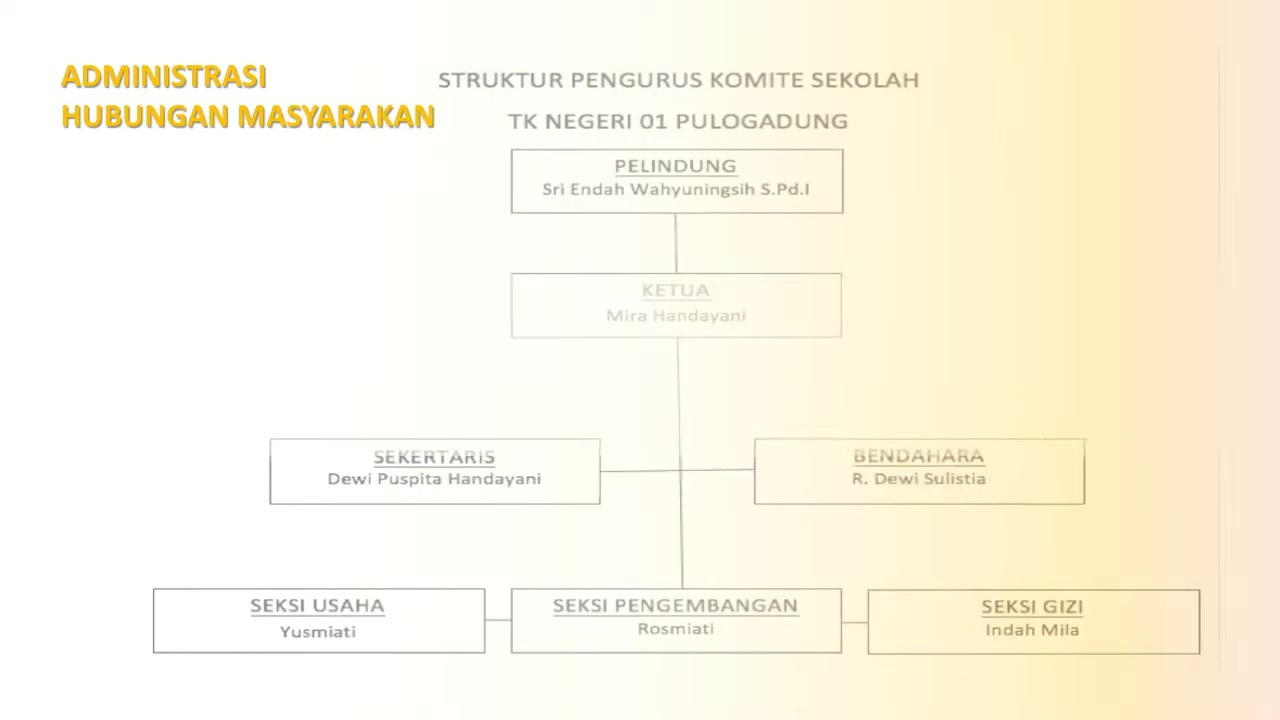 ADMINISTRASI
HUBUNGAN MASYARAKAN
STRUKTUR PENGURUS KOMITE SEKOLAH
TK NEGERI 01 PULOGADUNG
PELINDUNG
Sri Endah Wahyuningsih S.Pd.I
KETUA
Mira Handayani
SEKERTARIS
Dewi Puspita Handayani
BENDAHARA
R. Dewi Sulistia
SEKSI USAHA
Yusmiati
SEKSI PENGEMBANGAN
Rosmiati
SEKSI GIZI
Indah Mila